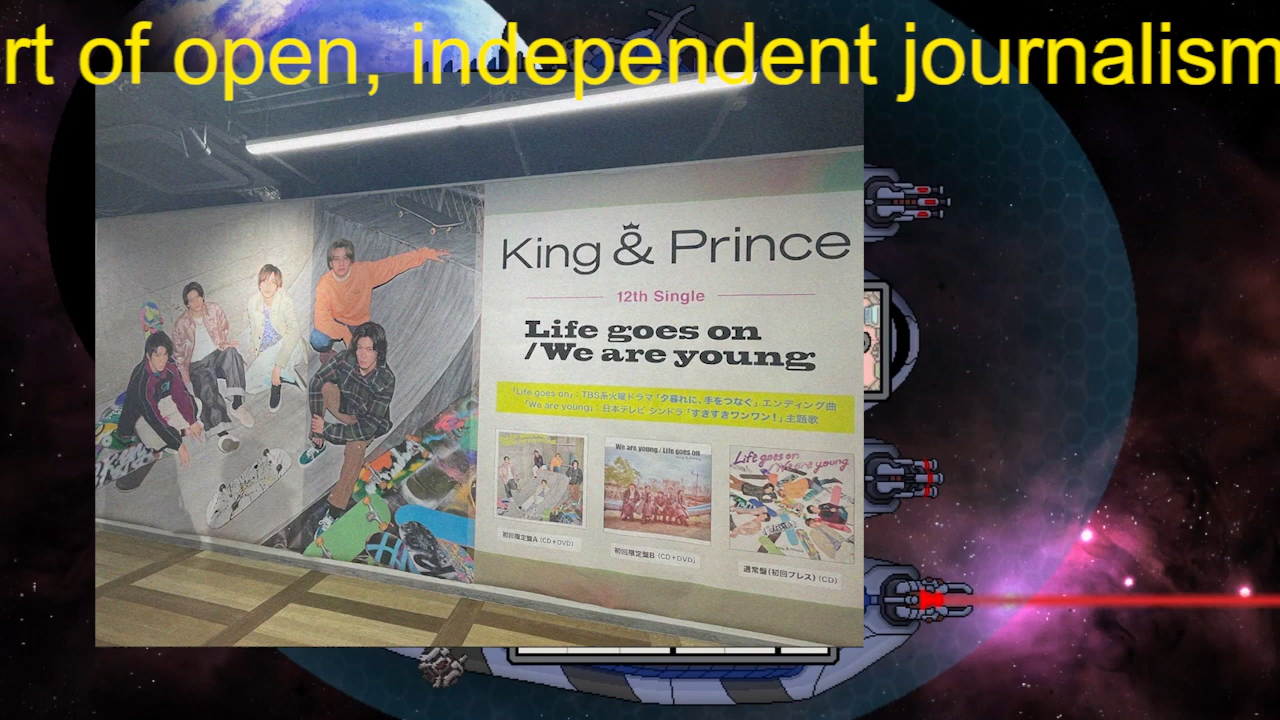 rt of open, independent journalism
King & Prince
12th Single
Life goes on
/We are young
「Life goes on」：TBS系火曜ドラマ「夕暮れに、手をつなぐ」エンディング曲
「We are young」：日本テレビ シンドラ「すきすきワンワン！」主題歌
We are young / Life goes on
Life goes on
/We are young
初回限定盤A（CD+DVD）
初回限定盤B（CD+DVD）
通常盤（初回プレス）（CD）